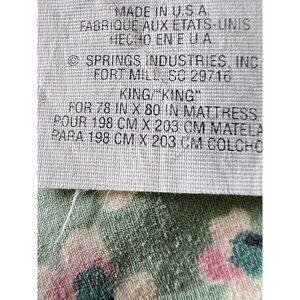 MADE IN U.S.A.
FABRIQUÉ AUX ETATS-UNIS
HECHO EN E.U.A.
© SPRINGS INDUSTRIES, INC
FORT MILL, SC 29716
KING/"KING"
FOR 78 IN X 80 IN MATTRESS
POUR 198 CM X 203 CM MATELA
PARA 198 CM X 203 CM COLCHO